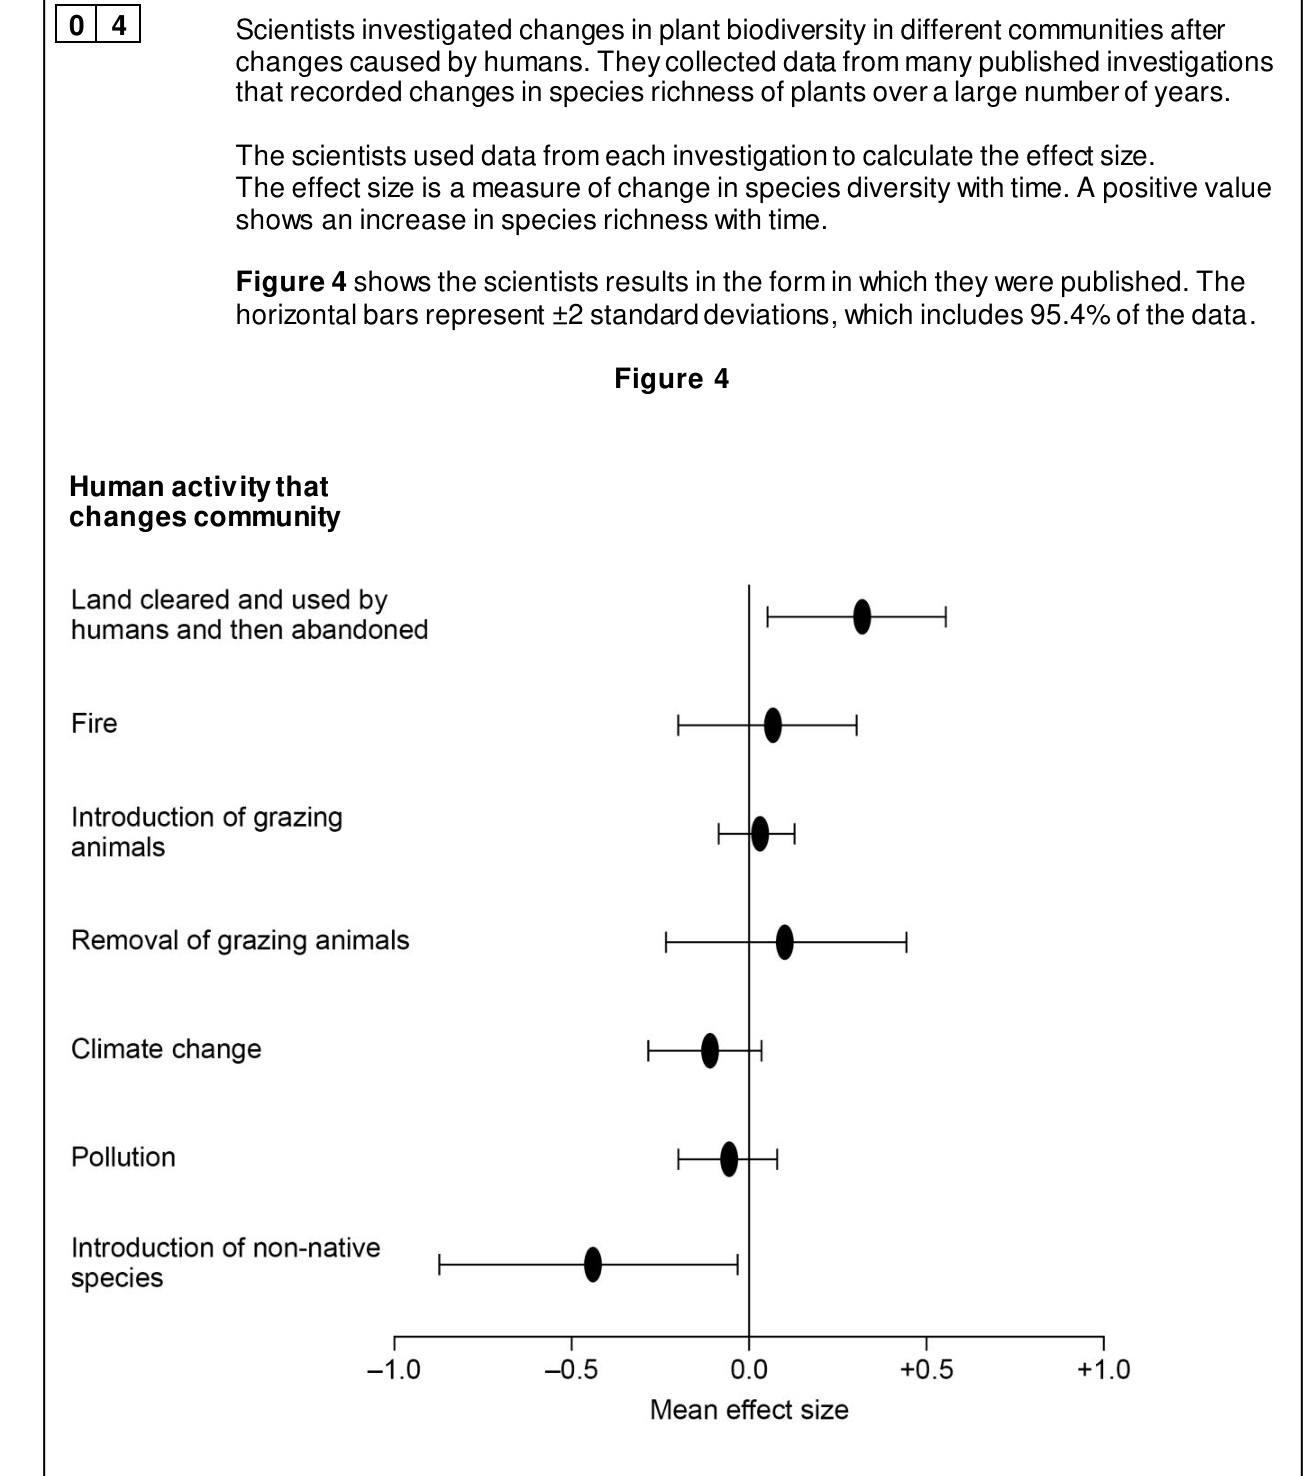 0 4
Scientists investigated changes in plant biodiversity in different communities after
changes caused by humans. They collected data from many published investigations
that recorded changes in species richness of plants over a large number of years.
The scientists used data from each investigation to calculate the effect size.
The effect size is a measure of change in species diversity with time. A positive value
shows an increase in species richness with time.
Figure 4 shows the scientists results in the form in which they were published. The
horizontal bars represent ±2 standard deviations, which includes 95.4% of the data.
Figure 4
Human activity that
changes community
Land cleared and used by
humans and then abandoned
Fire
Introduction of grazing
animals
Removal of grazing animals
Climate change
Pollution
Introduction of non-native
species
–1.0 –0.5 0.0 +0.5 +1.0
Mean effect size